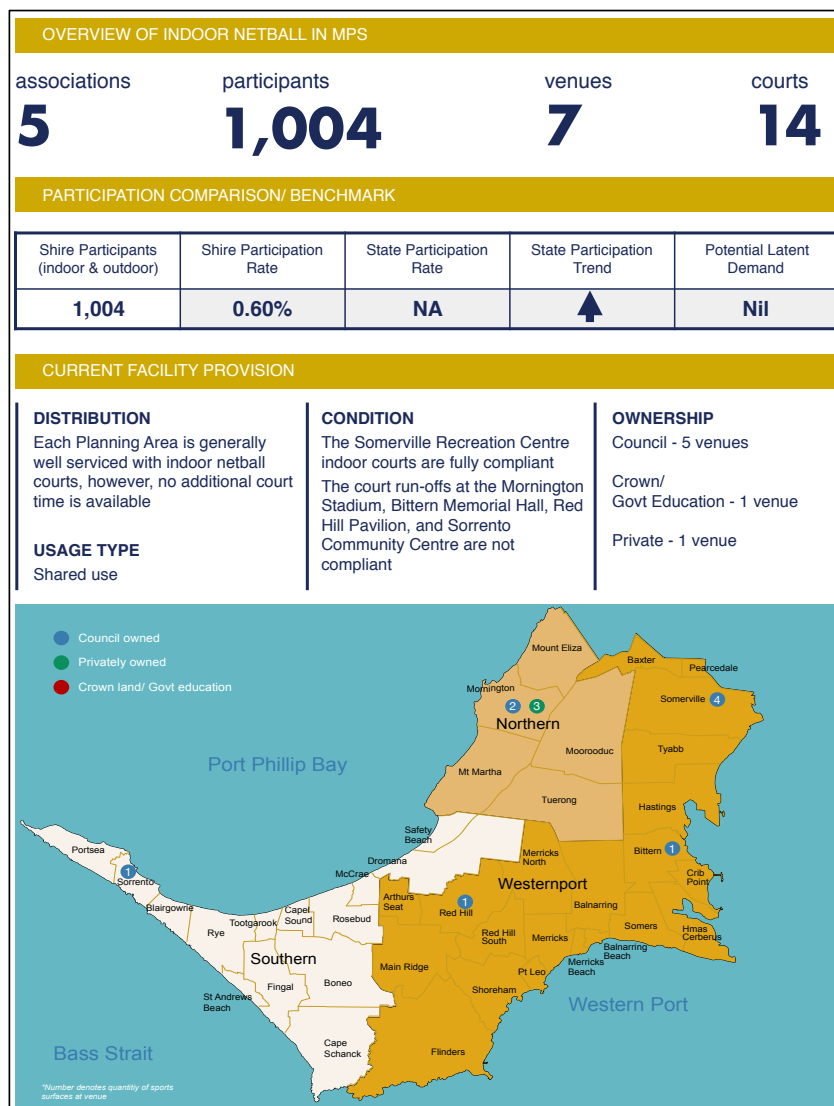 OVERVIEW OF INDOOR NETBALL IN MPS
associations
participants
venues
courts
5
1,004
7
14
PARTICIPATION COMPARISON/ BENCHMARK
Shire Participants
(indoor & outdoor)
Shire Participation
Rate
State Participation
Rate
State Participation
Trend
Potential Latent
Demand
1,004
0.60%
NA
Nil
CURRENT FACILITY PROVISION
DISTRIBUTION
Each Planning Area is generally
well serviced with indoor netball
courts, however, no additional court
time is available
USAGE TYPE
Shared use
CONDITION
The Somerville Recreation Centre
indoor courts are fully compliant
The court run-offs at the Mornington
Stadium, Bittern Memorial Hall, Red
Hill Pavilion, and Sorrento
Community Centre are not
compliant
OWNERSHIP
Council - 5 venues
Crown/
Govt Education - 1 venue
Private - 1 venue
Council owned
Privately owned
Crown land/ Govt education
Mount Eliza
Baxter
Pearcedale
Mornington
Somerville
4
2
3
Northern
Moorooduc
Tyabb
Port Phillip Bay
Mt Martha
Tuerong
Hastings
Safety
Beach
Portsea
Dromana
Merricks
North
Bittern
1
1
Sorrento
McCrae
Crib
Point
Westernport
Arthurs
Seat
1
Red Hill
Balnarring
Blairgowrie
Capel
Sound
Rosebud
Tootgarook
Rye
Somers
Hmas
Cerberus
Red Hill
South
Merricks
Balnarring
Beach
Southern
Main Ridge
Merricks
Beach
Pt Leo
Fingal
Boneo
Shoreham
St Andrews
Beach
Western Port
Cape
Schanck
Flinders
Bass Strait
*Number denotes quantitiy of sports
surfaces at venue